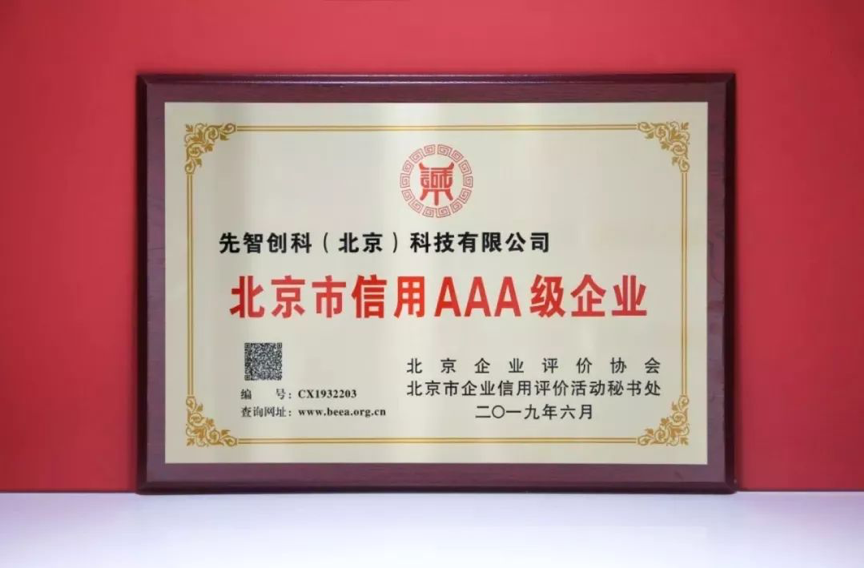 誠
先智创科（北京）科技有限公司
北京市信用AAA级企业
北京企业评价协会
北京市企业信用评价活动秘书处
二〇一九年六月
编　号：CX1932203
查询网址：www.beea.org.cn